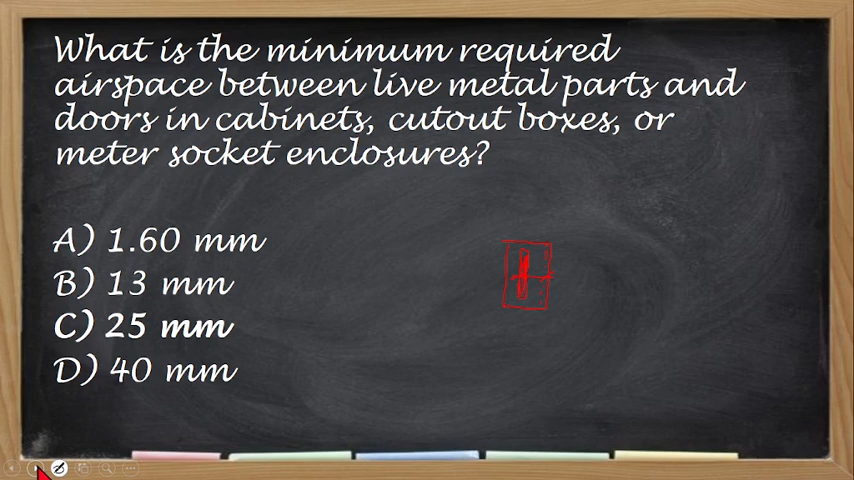 What is the minimum required
airspace between live metal parts and
doors in cabinets, cutout boxes, or
meter socket enclosures?
A) 1.60 mm
B) 13 mm
C) 25 mm
D) 40 mm